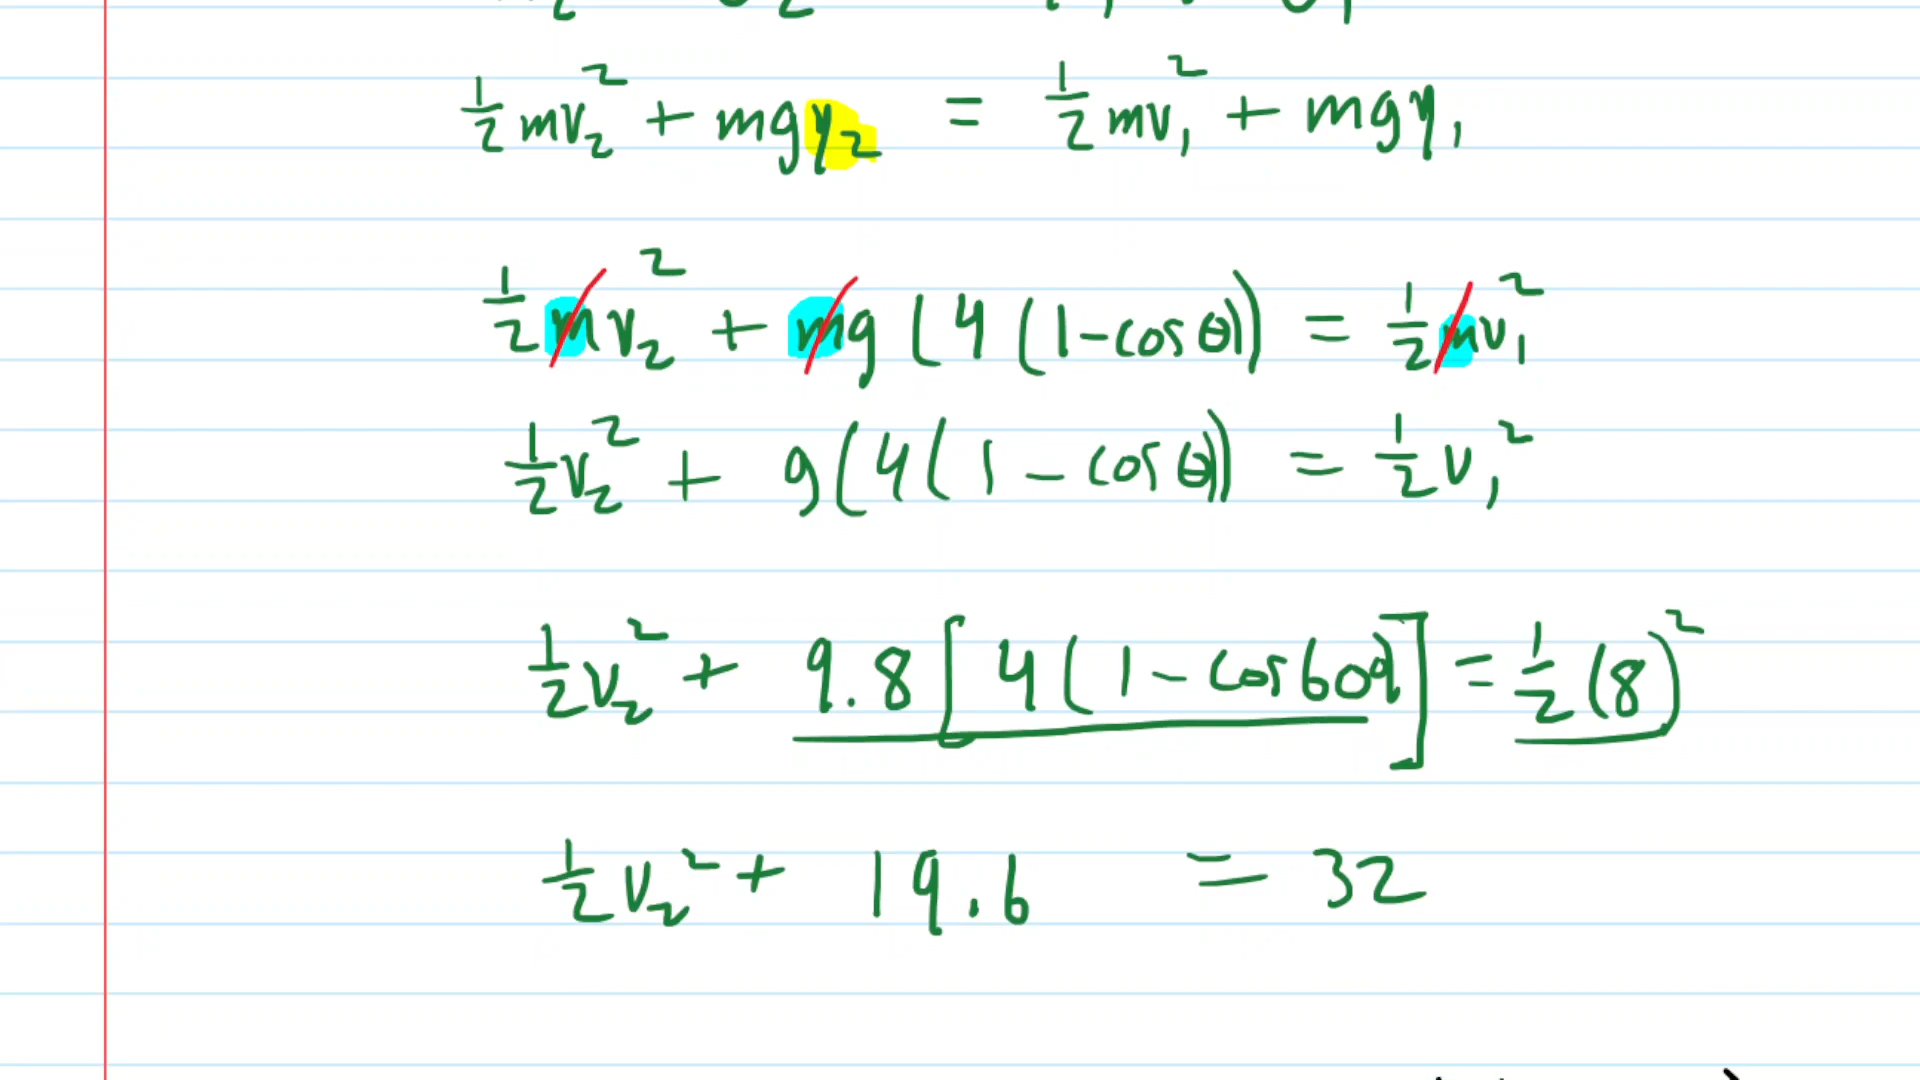 ½mv₂² + mgy₂ = ½mv₁² + mgy₁
½mv₂² + mg(4(1-cosθ)) = ½mv₁²
½v₂² + g(4(1-cosθ)) = ½v₁²
½v₂² + 9.8[4(1-cos60°)] = ½(8)²
½v₂² + 19.6 = 32